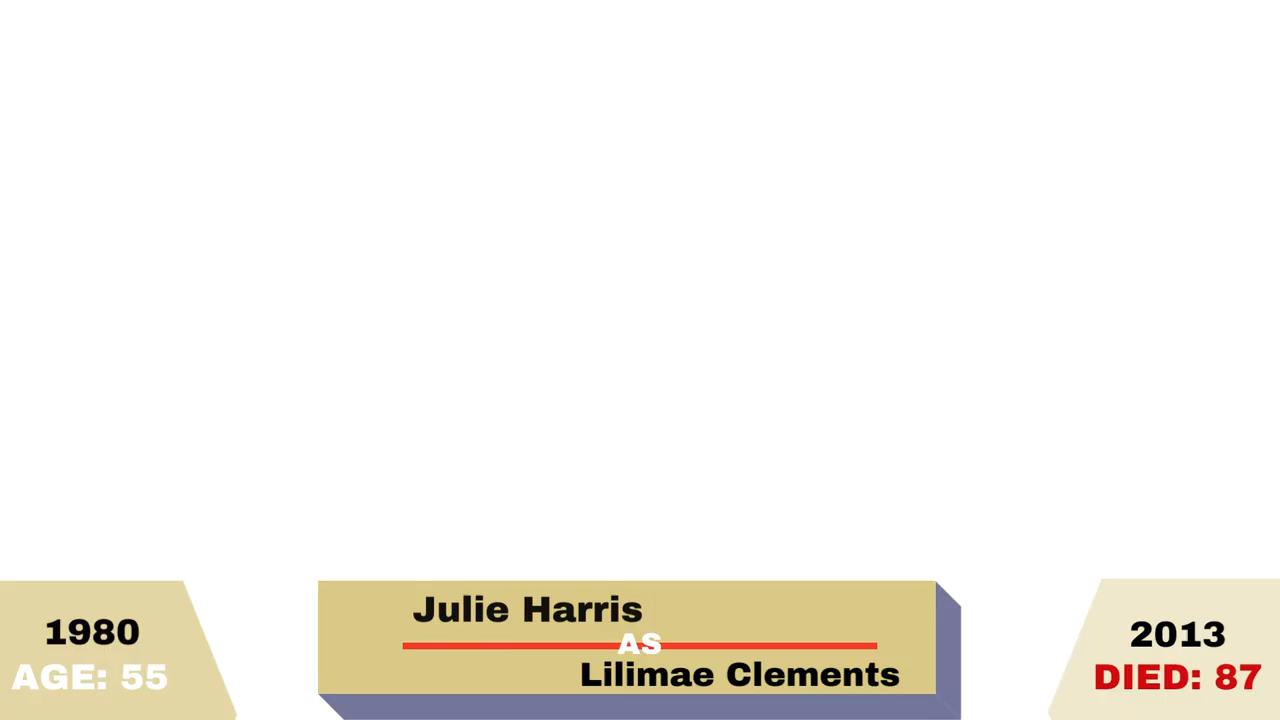 1980
AGE: 55
Julie Harris
AS
Lilimae Clements
2013
DIED: 87